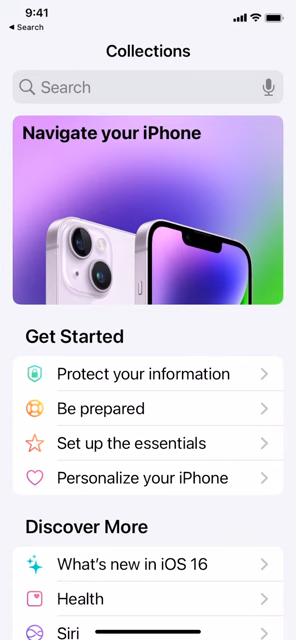 9:41
Search
Collections
Search
Navigate your iPhone
Get Started
Protect your information
Be prepared
Set up the essentials
Personalize your iPhone
Discover More
What's new in iOS 16
Health
Siri